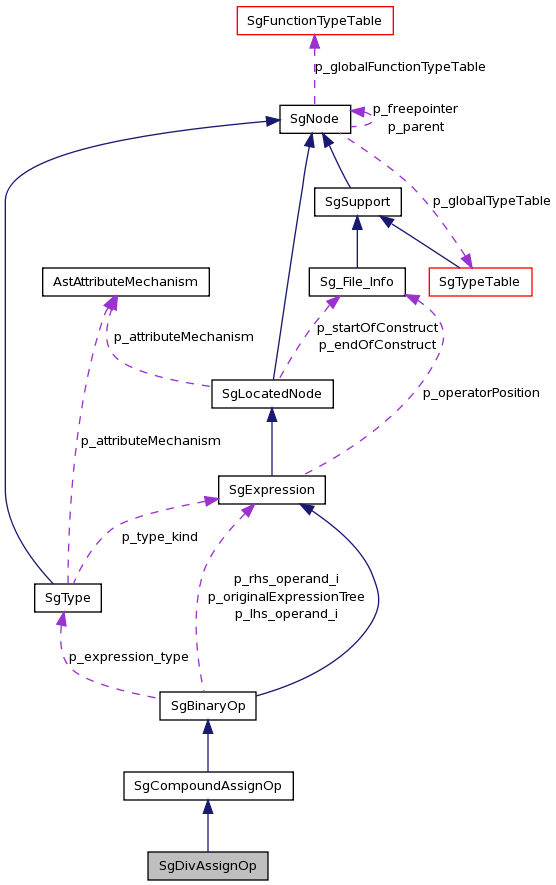 SgFunctionTypeTable
p_globalFunctionTypeTable
SgNode
p_freepointer
p_parent
SgSupport
p_globalTypeTable
AstAttributeMechanism
Sg_File_Info
SgTypeTable
p_attributeMechanism
p_startOfConstruct
p_endOfConstruct
SgLocatedNode
p_operatorPosition
p_attributeMechanism
SgExpression
p_type_kind
p_rhs_operand_i
p_originalExpressionTree
p_lhs_operand_i
SgType
p_expression_type
SgBinaryOp
SgCompoundAssignOp
SgDivAssignOp